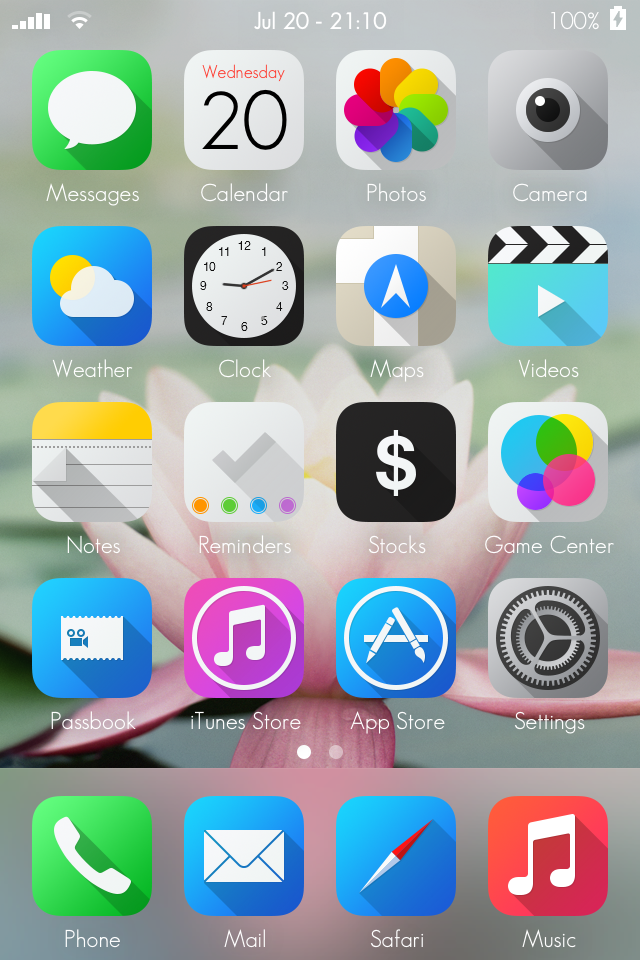 Jul 20 - 21:10 100%
Wednesday
20
Messages Calendar Photos Camera
12
11 1
10 2
9 3
8 4
7 5
6
Weather Clock Maps Videos
$
Notes Reminders Stocks Game Center
Passbook iTunes Store App Store Settings
Phone Mail Safari Music